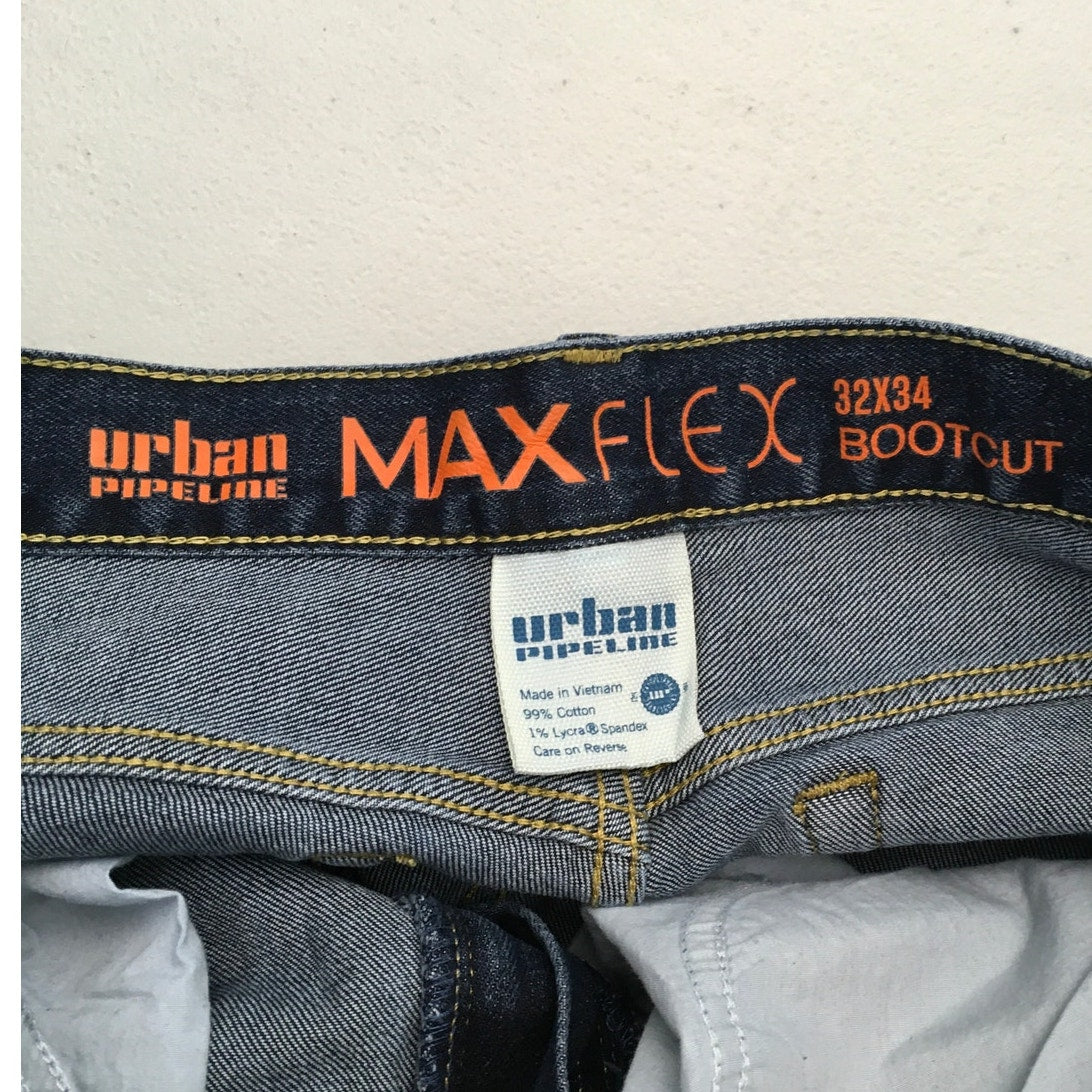 urban
PIPELINE
MAXFLEX
32X34
BOOTCUT
urban
PIPELINE
Made in Vietnam
99% Cotton
1% Lycra® Spandex
Care on Reverse